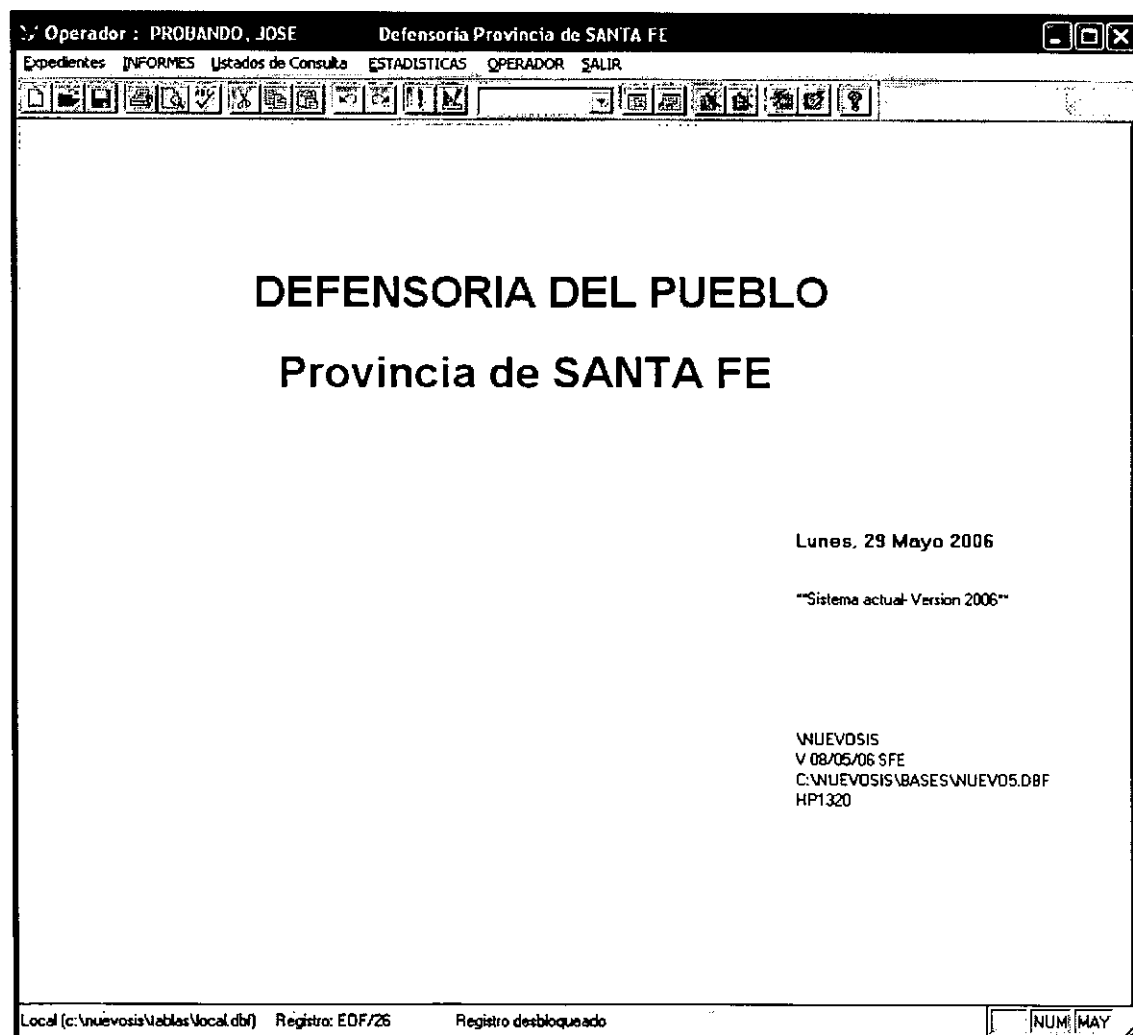 Operador : PROBANDO, JOSE Defensoria Provincia de SANTA FE
Expedientes INFORMES Listados de Consulta ESTADISTICAS OPERADOR SALIR
DEFENSORIA DEL PUEBLO
Provincia de SANTA FE
Lunes, 29 Mayo 2006
**Sistema actual- Version 2006**
\NUEVOSIS
V 08/05/06 SFE
C:\NUEVOSIS\BASES\NUEVO5.DBF
HP1320
Local (c:\nuevosis\tablas\local.dbf) Registro: EOF/26 Registro desbloqueado NUM MAY